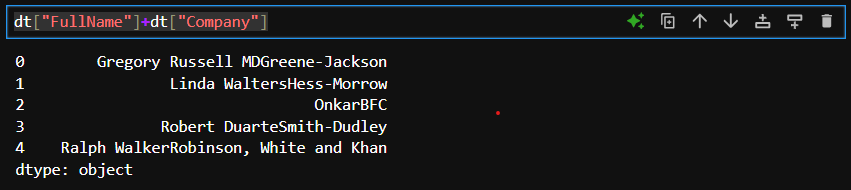 dt["FullName"]+dt["Company"]
0 Gregory Russell MDGreene-Jackson
1 Linda WaltersHess-Morrow
2 OnkarBFC
3 Robert DuarteSmith-Dudley
4 Ralph WalkerRobinson, White and Khan
dtype: object